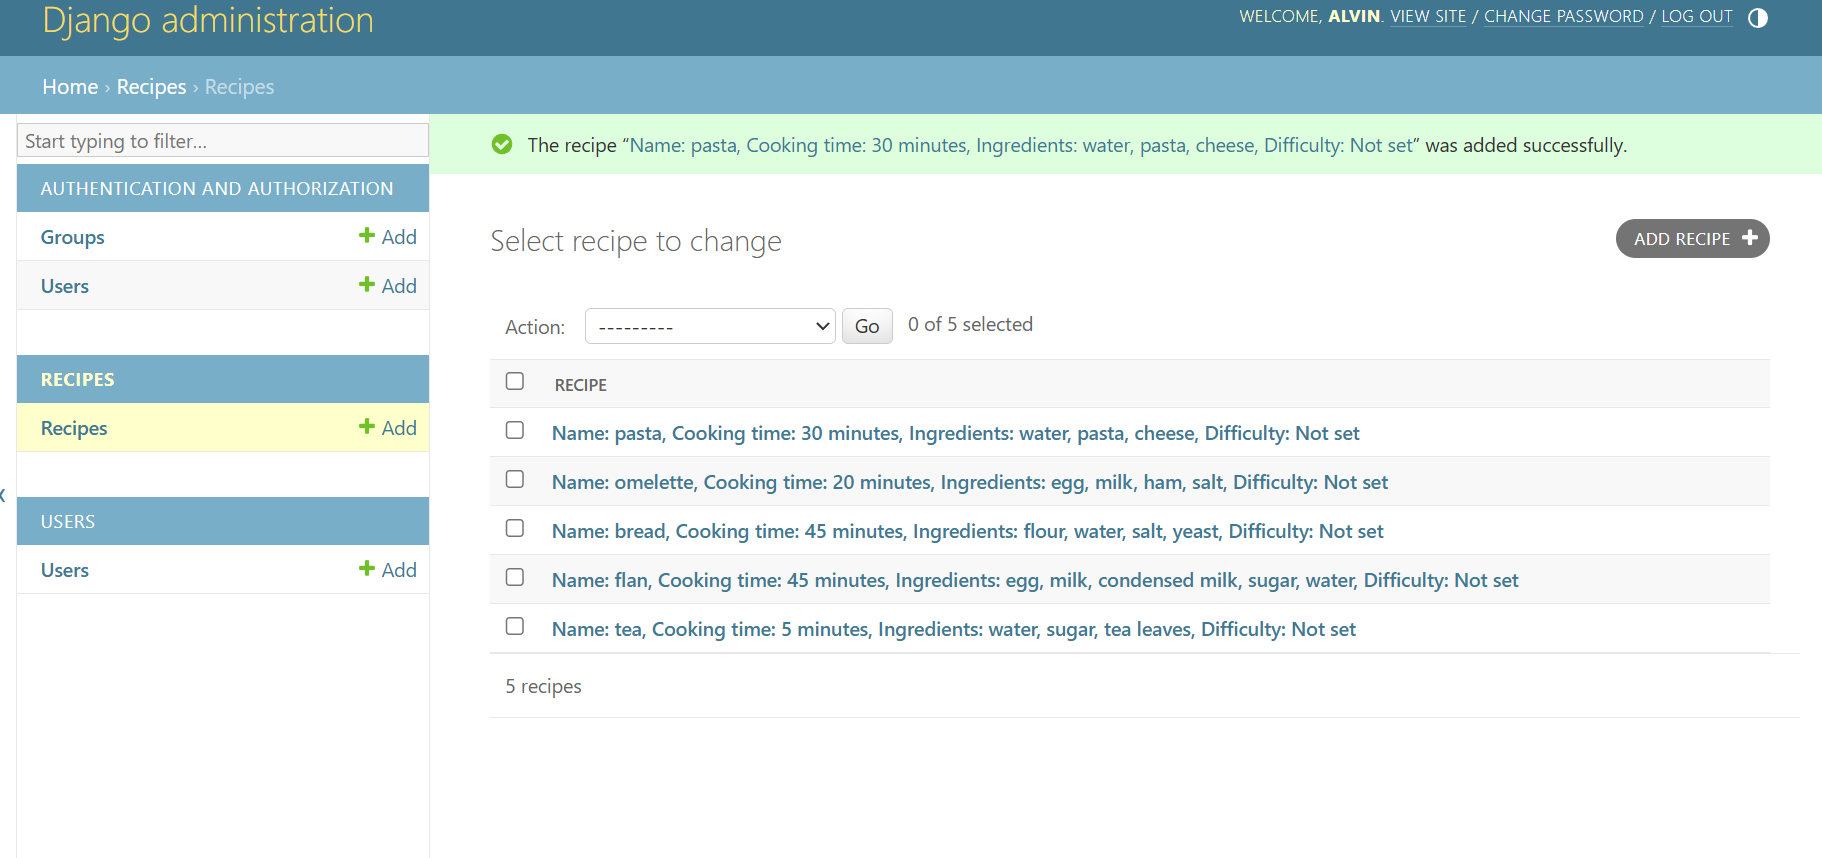 Django administration
WELCOME, ALVIN. VIEW SITE / CHANGE PASSWORD / LOG OUT
Home › Recipes › Recipes
Start typing to filter...
AUTHENTICATION AND AUTHORIZATION
Groups + Add
Users + Add
RECIPES
Recipes + Add
USERS
Users + Add
The recipe “Name: pasta, Cooking time: 30 minutes, Ingredients: water, pasta, cheese, Difficulty: Not set” was added successfully.
Select recipe to change
ADD RECIPE +
Action: --------- Go 0 of 5 selected
RECIPE
Name: pasta, Cooking time: 30 minutes, Ingredients: water, pasta, cheese, Difficulty: Not set
Name: omelette, Cooking time: 20 minutes, Ingredients: egg, milk, ham, salt, Difficulty: Not set
Name: bread, Cooking time: 45 minutes, Ingredients: flour, water, salt, yeast, Difficulty: Not set
Name: flan, Cooking time: 45 minutes, Ingredients: egg, milk, condensed milk, sugar, water, Difficulty: Not set
Name: tea, Cooking time: 5 minutes, Ingredients: water, sugar, tea leaves, Difficulty: Not set
5 recipes